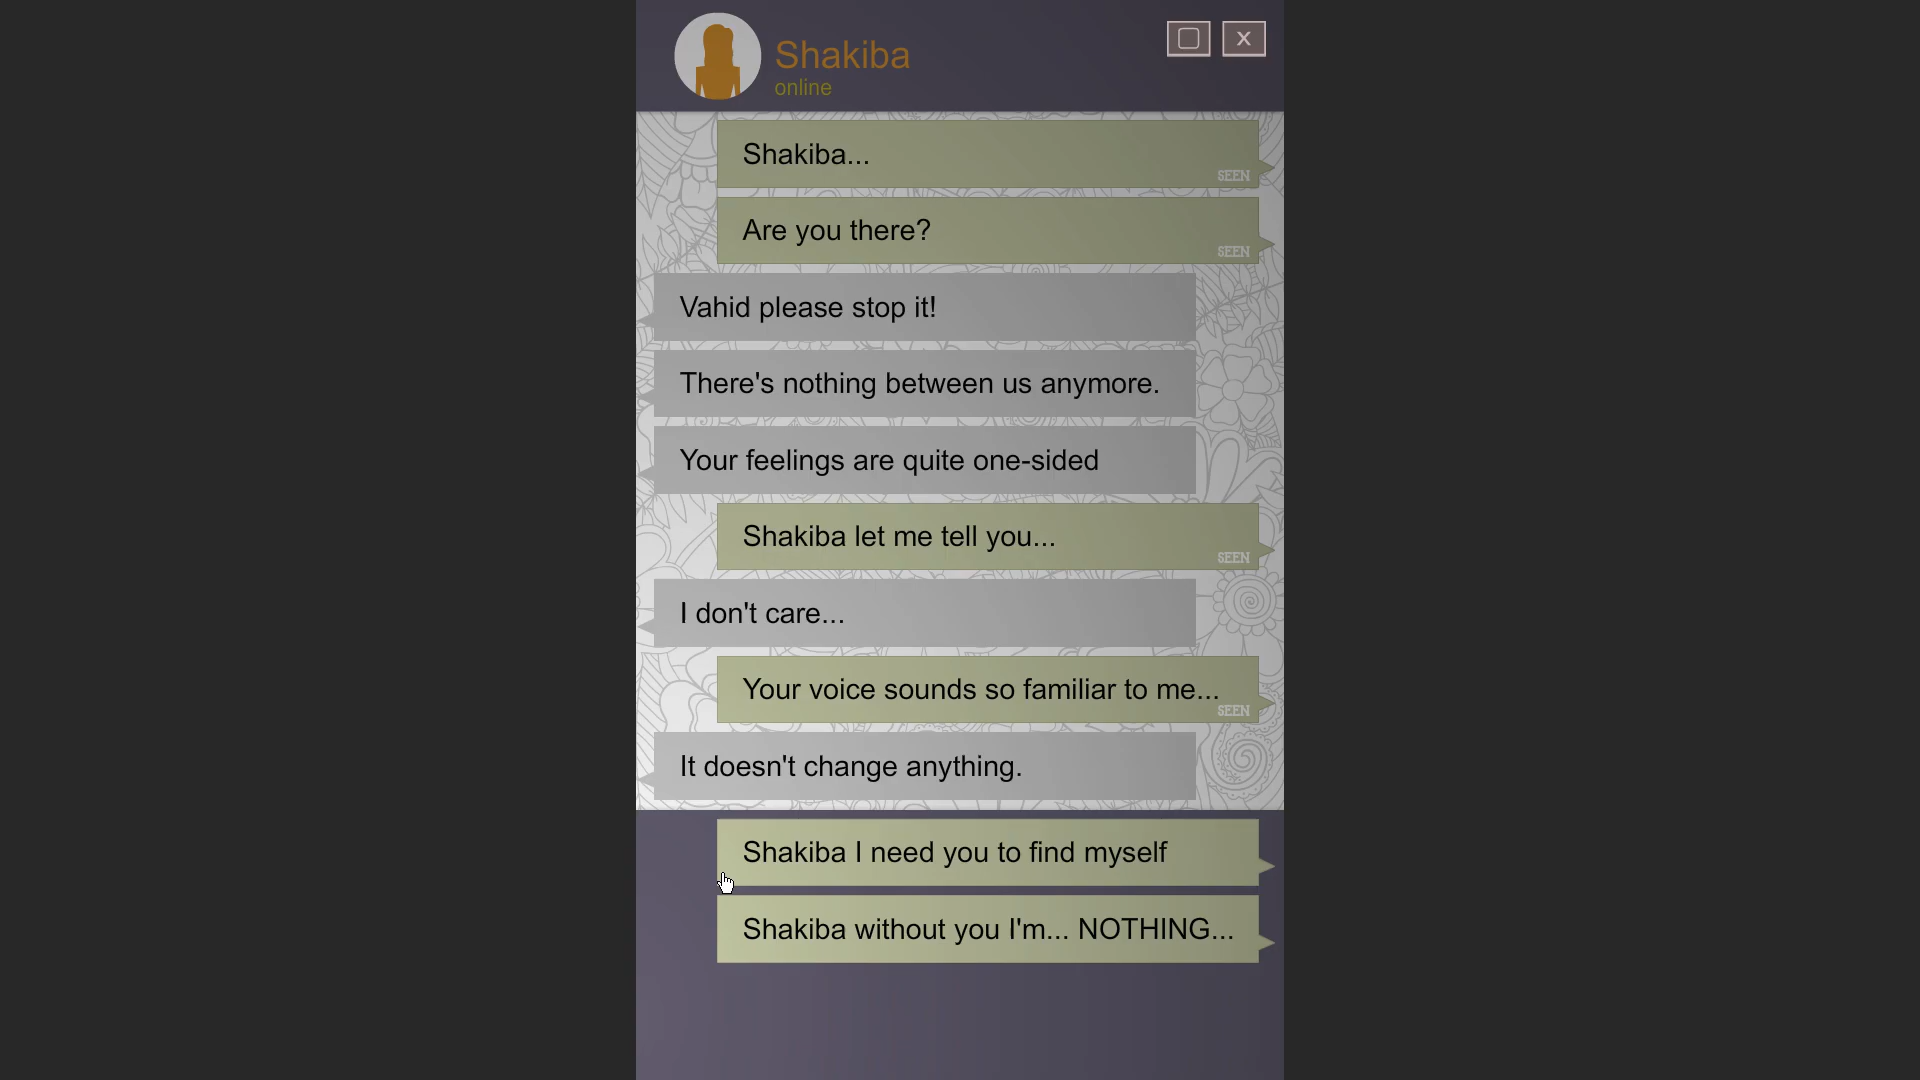 Shakiba
online
x
Shakiba...
SEEN
Are you there?
SEEN
Vahid please stop it!
There's nothing between us anymore.
Your feelings are quite one-sided
Shakiba let me tell you...
SEEN
I don't care...
Your voice sounds so familiar to me...
SEEN
It doesn't change anything.
Shakiba I need you to find myself
Shakiba without you I'm... NOTHING...